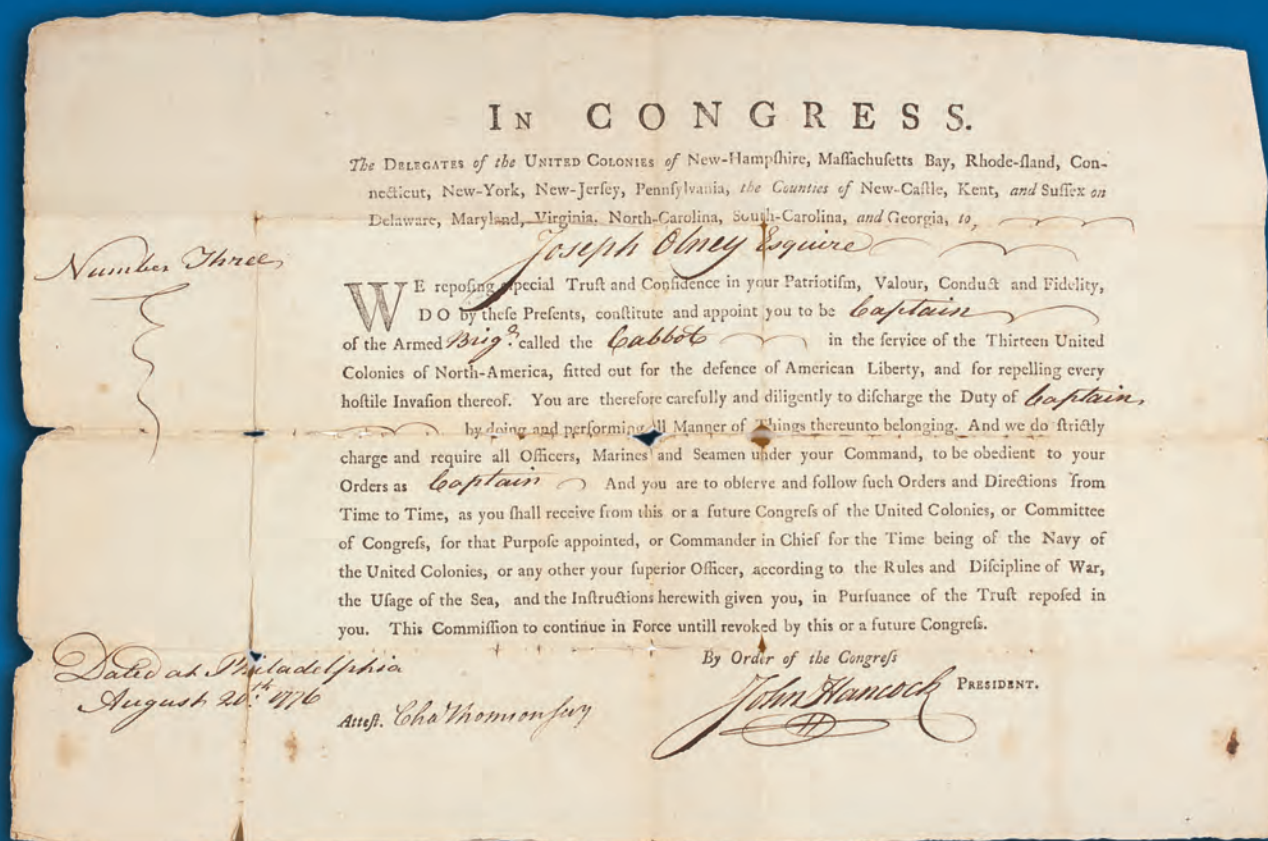 In CONGRESS.
The DELEGATES of the UNITED COLONIES of New-Hampſhire, Maſſachuſetts Bay, Rhode-ſland, Con-
necticut, New-York, New-Jerſey, Pennſylvania, the Counties of New-Caſtle, Kent, and Suſſex on
Delaware, Maryland, Virginia, North-Carolina, South-Carolina, and Georgia, to,
Joseph Olney Esquire
Number Three
WE repoſing eſpecial Truſt and Confidence in your Patriotiſm, Valour, Conduct and Fidelity,
DO by theſe Preſents, conſtitute and appoint you to be Captain
of the Armed Brigᵉ. called the Cabbot in the ſervice of the Thirteen United
Colonies of North-America, fitted out for the defence of American Liberty, and for repelling every
hoſtile Invaſion thereof. You are therefore carefully and diligently to diſcharge the Duty of Captain,
by doing and performing all Manner of Things thereunto belonging. And we do ſtrictly
charge and require all Officers, Marines and Seamen under your Command, to be obedient to your
Orders as Captain And you are to obſerve and follow ſuch Orders and Directions from
Time to Time, as you ſhall receive from this or a future Congreſs of the United Colonies, or Committee
of Congreſs, for that Purpoſe appointed, or Commander in Chief for the Time being of the Navy of
the United Colonies, or any other your ſuperior Officer, according to the Rules and Diſcipline of War,
the Uſage of the Sea, and the Inſtructions herewith given you, in Purſuance of the Truſt repoſed in
you. This Commiſſion to continue in Force untill revoked by this or a future Congreſs.
By Order of the Congreſs
John Hancock PRESIDENT.
Dated at Philadelphia
August 20th. 1776
Atteſt. Cha Thomson secy